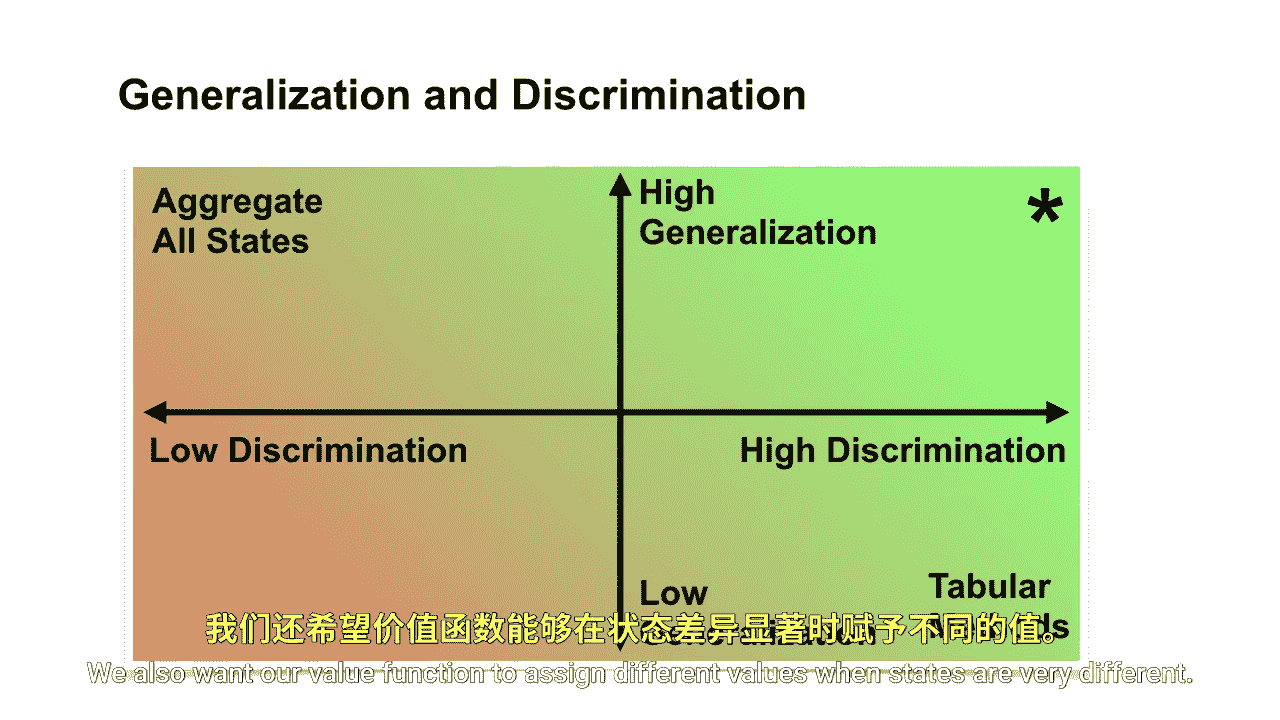 Generalization and Discrimination
Aggregate
All States
High
Generalization
*
Low Discrimination
High Discrimination
Low
Generalization
Tabular
我们还希望价值函数能够在状态差异显著时赋予不同的值。
We also want our value function to assign different values when states are very different.